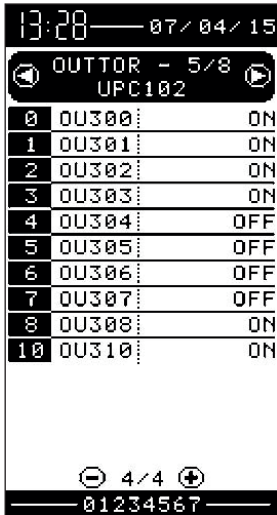 13:28 07/04/15
OUTTOR - 5/8
UPC102
0 OU300 ON
1 OU301 ON
2 OU302 ON
3 OU303 ON
4 OU304 OFF
5 OU305 OFF
6 OU306 OFF
7 OU307 OFF
8 OU308 ON
10 OU310 ON
4/4
01234567